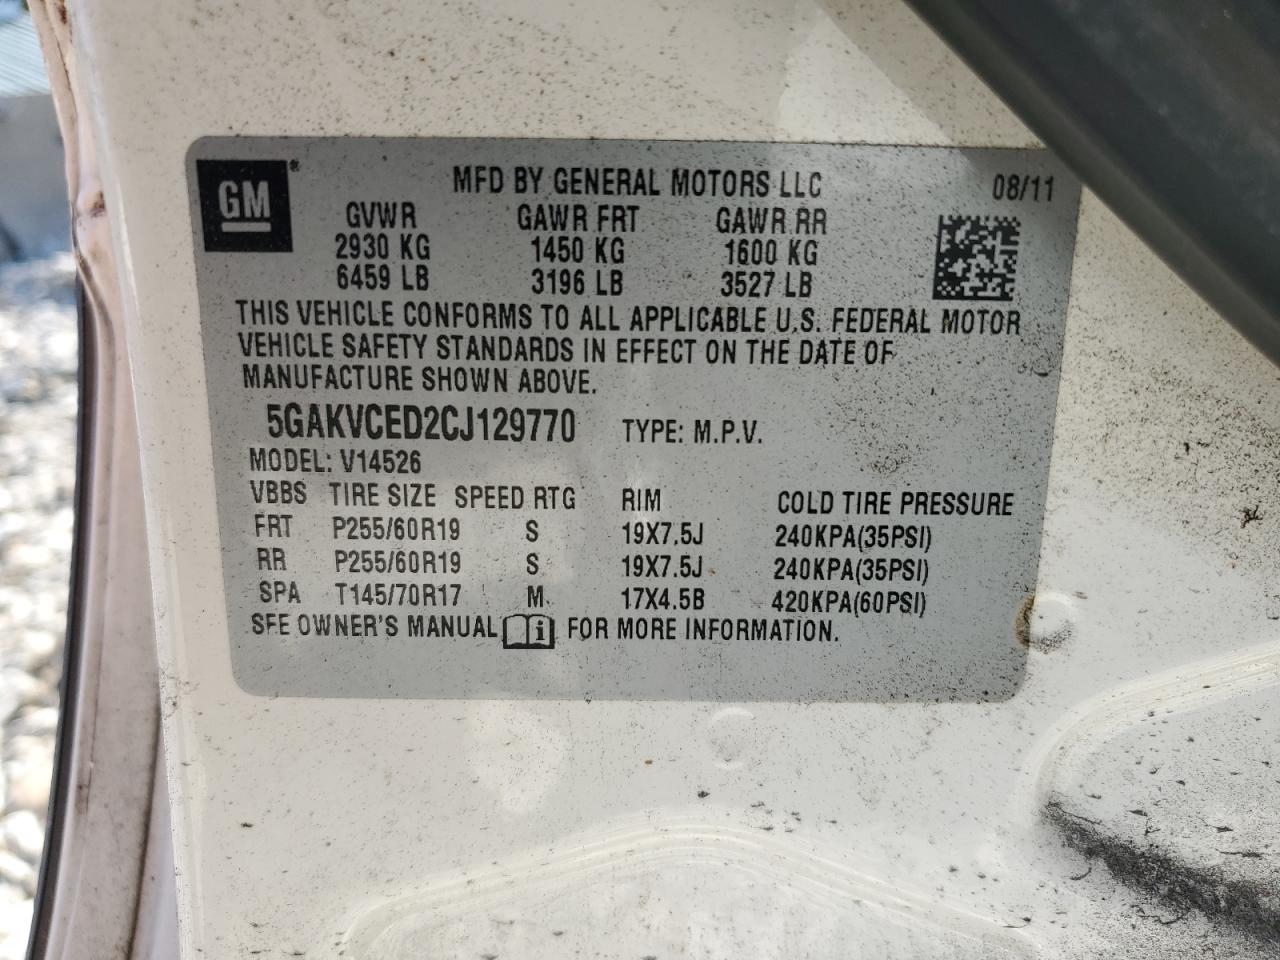 GM
MFD BY GENERAL MOTORS LLC 08/11
GVWR GAWR FRT GAWR RR
2930 KG 1450 KG 1600 KG
6459 LB 3196 LB 3527 LB
THIS VEHICLE CONFORMS TO ALL APPLICABLE U.S. FEDERAL MOTOR
VEHICLE SAFETY STANDARDS IN EFFECT ON THE DATE OF
MANUFACTURE SHOWN ABOVE.
5GAKVCED2CJ129770 TYPE: M.P.V.
MODEL: V14526
VBBS TIRE SIZE SPEED RTG RIM COLD TIRE PRESSURE
FRT P255/60R19 S 19X7.5J 240KPA(35PSI)
RR P255/60R19 S 19X7.5J 240KPA(35PSI)
SPA T145/70R17 M 17X4.5B 420KPA(60PSI)
SEE OWNER'S MANUAL i FOR MORE INFORMATION.